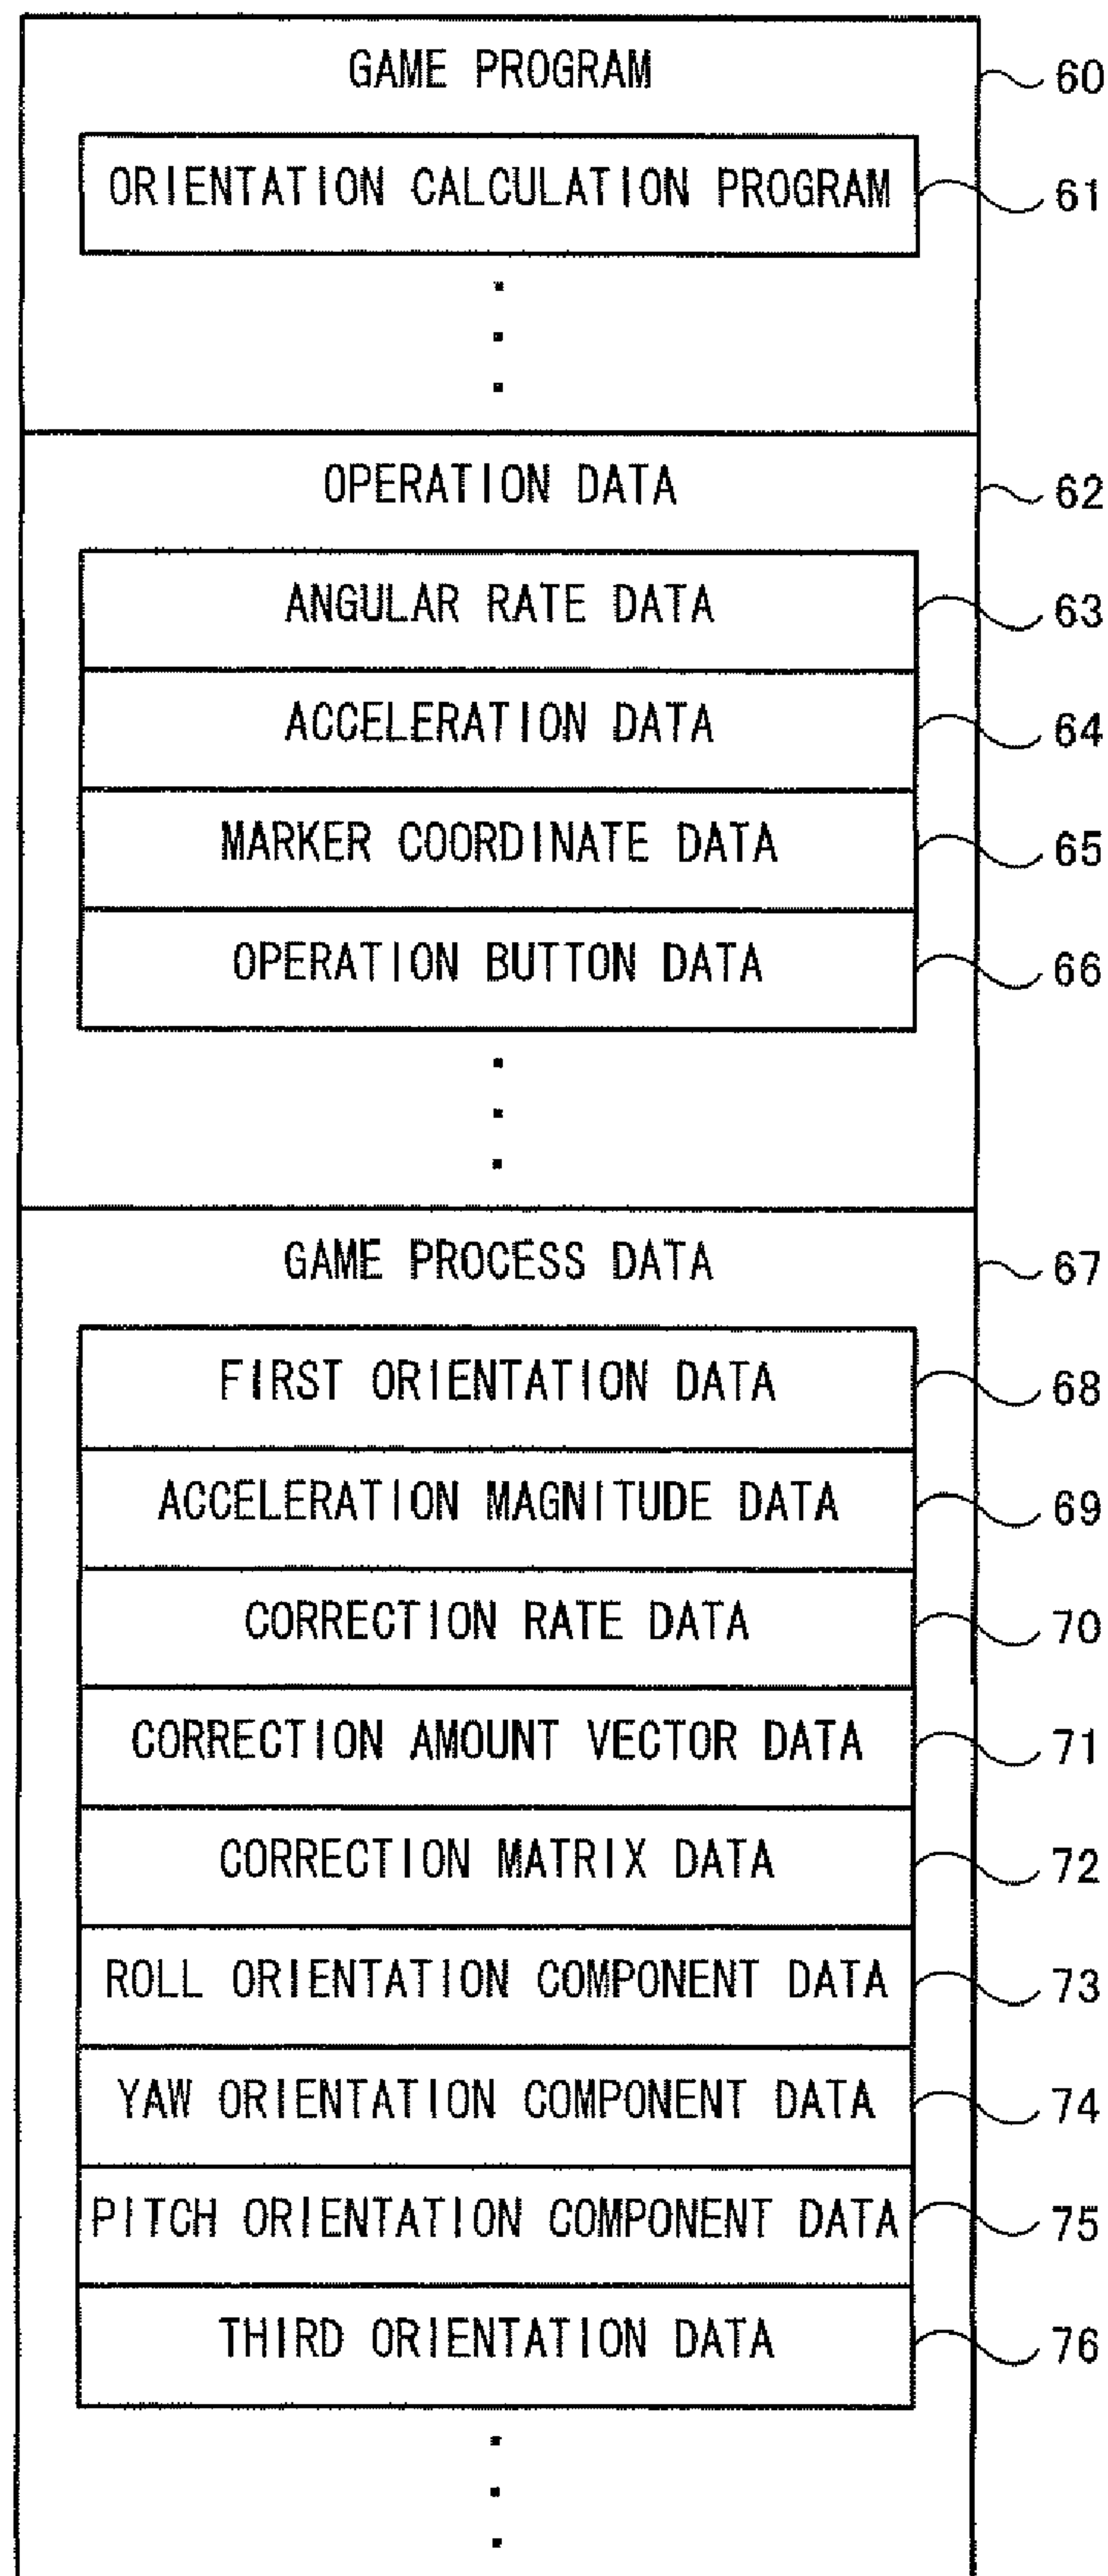 GAME PROGRAM 60
ORIENTATION CALCULATION PROGRAM 61
OPERATION DATA 62
ANGULAR RATE DATA 63
ACCELERATION DATA 64
MARKER COORDINATE DATA 65
OPERATION BUTTON DATA 66
GAME PROCESS DATA 67
FIRST ORIENTATION DATA 68
ACCELERATION MAGNITUDE DATA 69
CORRECTION RATE DATA 70
CORRECTION AMOUNT VECTOR DATA 71
CORRECTION MATRIX DATA 72
ROLL ORIENTATION COMPONENT DATA 73
YAW ORIENTATION COMPONENT DATA 74
PITCH ORIENTATION COMPONENT DATA 75
THIRD ORIENTATION DATA 76